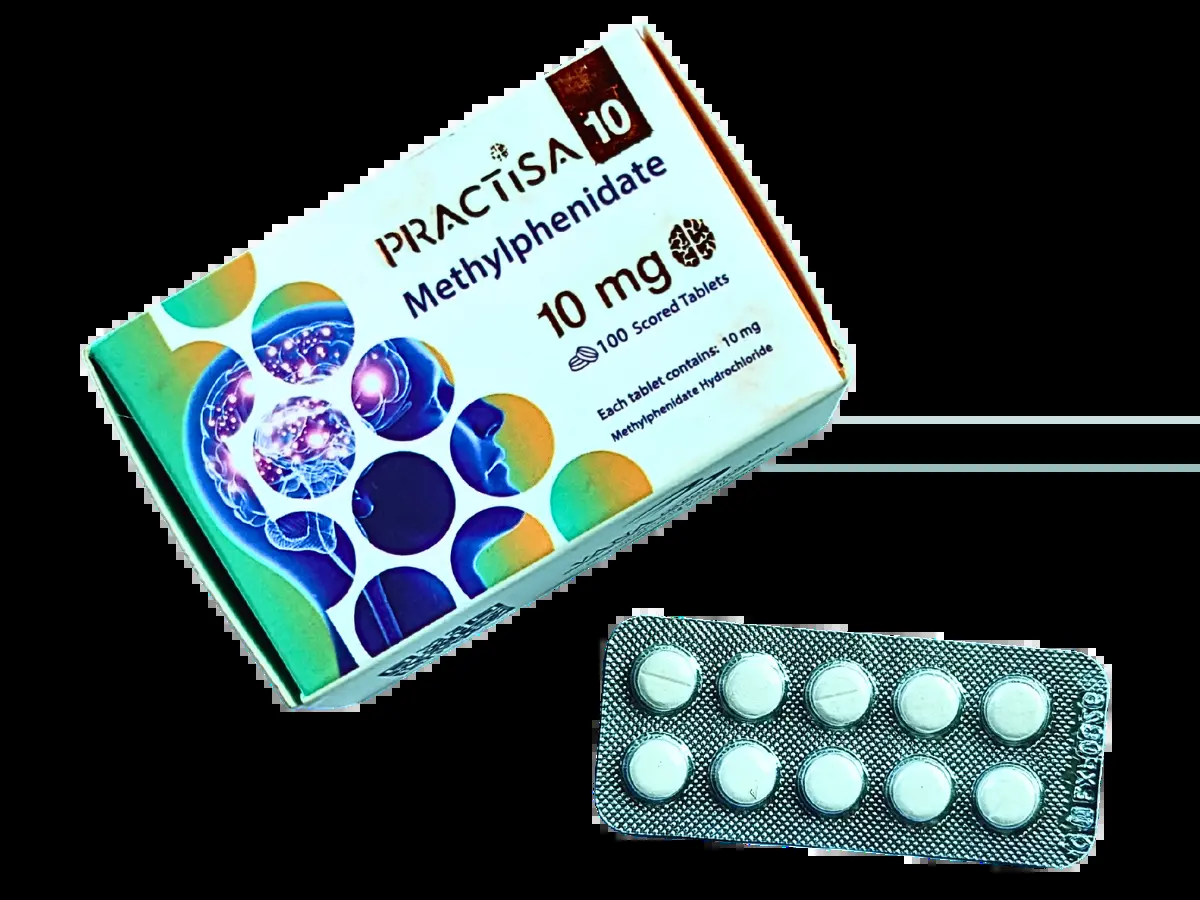 PRACTiSA 10
Methylphenidate
10 mg
100 Scored Tablets
Each tablet contains: 10 mg
Methylphenidate Hydrochloride